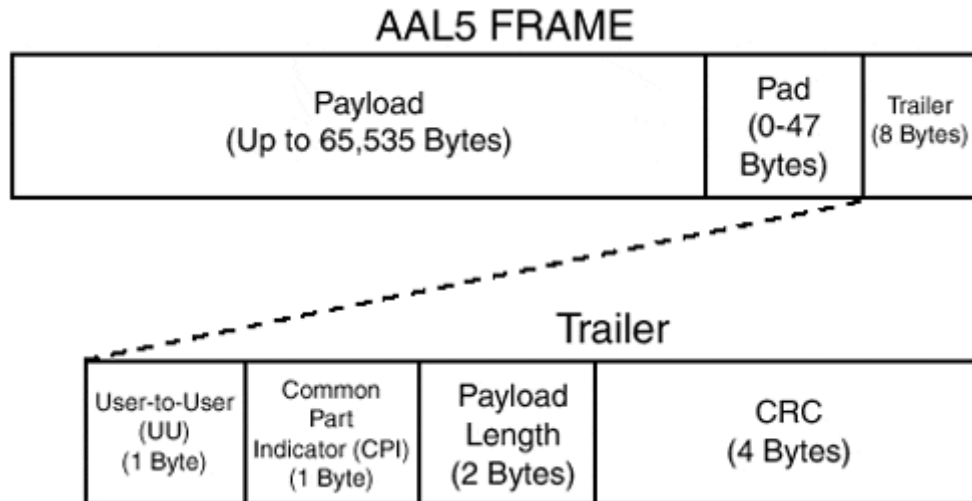 AAL5 FRAME
Payload
(Up to 65,535 Bytes)
Pad
(0-47
Bytes)
Trailer
(8 Bytes)
Trailer
User-to-User
(UU)
(1 Byte)
Common
Part
Indicator (CPI)
(1 Byte)
Payload
Length
(2 Bytes)
CRC
(4 Bytes)